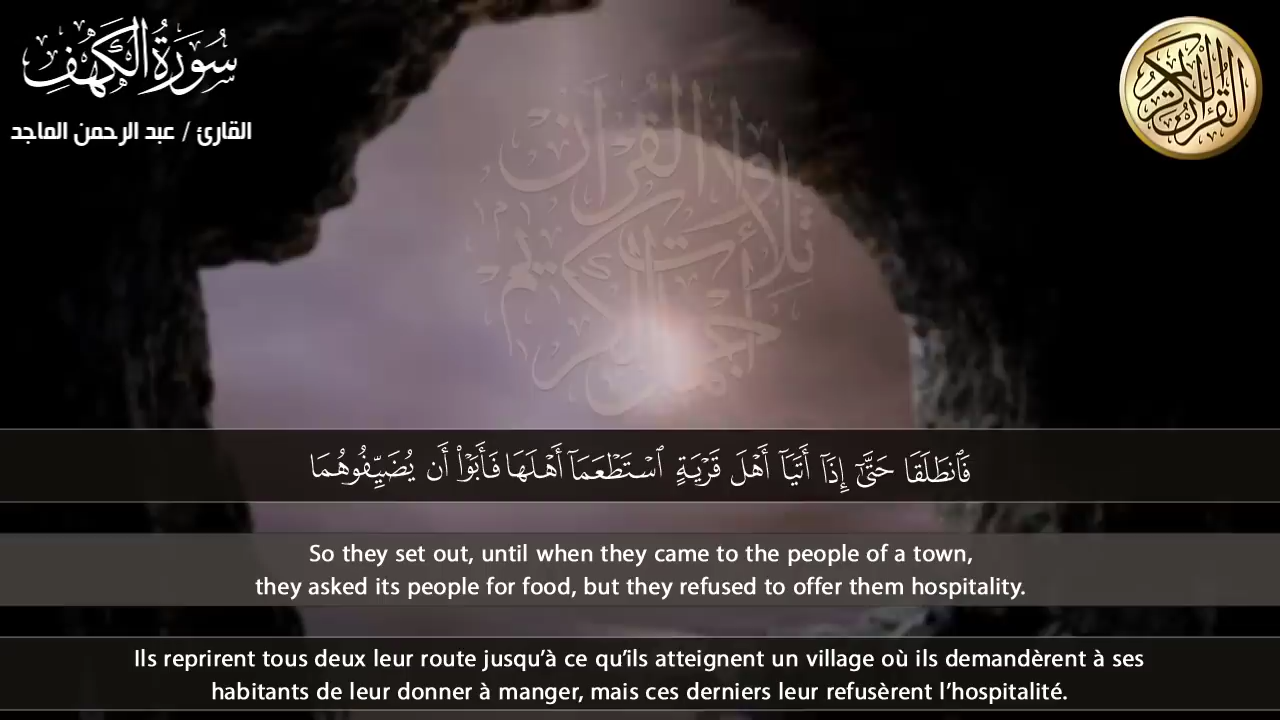 سُورَةُ الكَهْفِ
القارئ / عبد الرحمن الماجد
القرآن الكريم
فَٱنطَلَقَا حَتَّىٰٓ إِذَآ أَتَيَآ أَهْلَ قَرْيَةٍ ٱسْتَطْعَمَآ أَهْلَهَا فَأَبَوْا۟ أَن يُضَيِّفُوهُمَا
So they set out, until when they came to the people of a town,
they asked its people for food, but they refused to offer them hospitality.
Ils reprirent tous deux leur route jusqu’à ce qu’ils atteignent un village où ils demandèrent à ses
habitants de leur donner à manger, mais ces derniers leur refusèrent l’hospitalité.